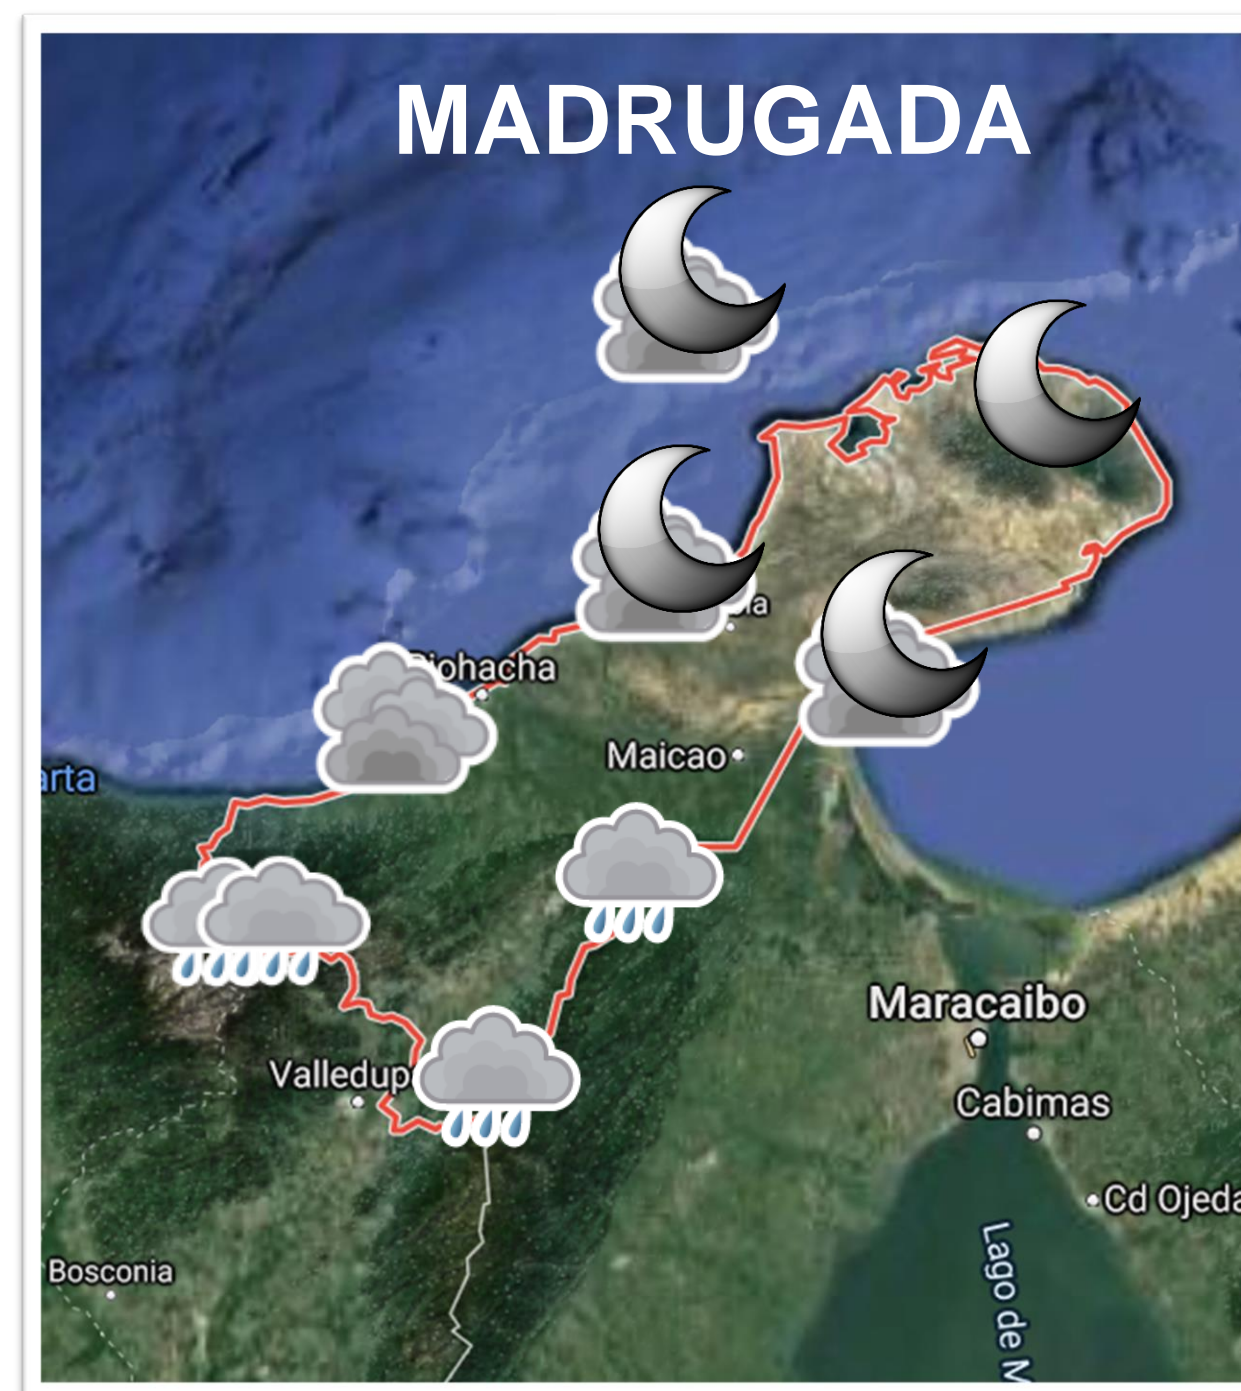 MADRUGADA
Riohacha
Maicao
arta
Maracaibo
Valledup
Cabimas
Cd Ojeda
Lago de M
Bosconia